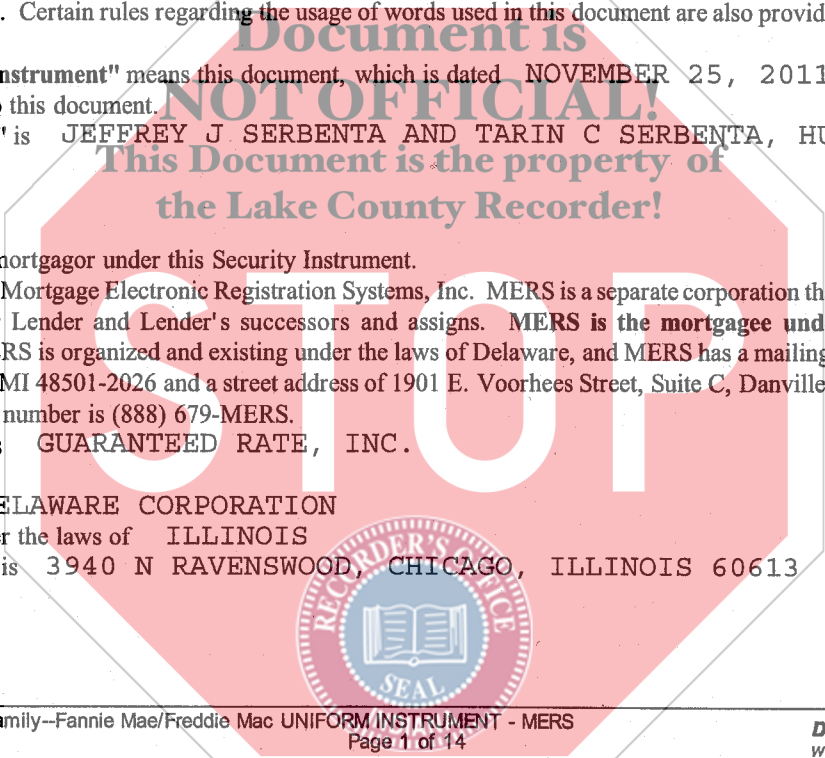 . Certain rules regarding the usage of words used in this document are also provid
Document is
nstrument" means this document, which is dated NOVEMBER 25, 2011
this document.
NOT OFFICIAL!
" is JEFFREY J SERBENTA AND TARIN C SERBENTA, HU
This Document is the property of
the Lake County Recorder!
mortgagor under this Security Instrument.
Mortgage Electronic Registration Systems, Inc. MERS is a separate corporation th
Lender and Lender's successors and assigns. MERS is the mortgagee und
RS is organized and existing under the laws of Delaware, and MERS has a mailing
MI 48501-2026 and a street address of 1901 E. Voorhees Street, Suite C, Danville
number is (888) 679-MERS.
STOP
s GUARANTEED RATE, INC.
ELAWARE CORPORATION
r the laws of ILLINOIS
is 3940 N RAVENSWOOD, CHICAGO, ILLINOIS 60613
RECORDER'S OFFICE
SEAL
amily--Fannie Mae/Freddie Mac UNIFORM INSTRUMENT - MERS
Page 1 of 14
D
w